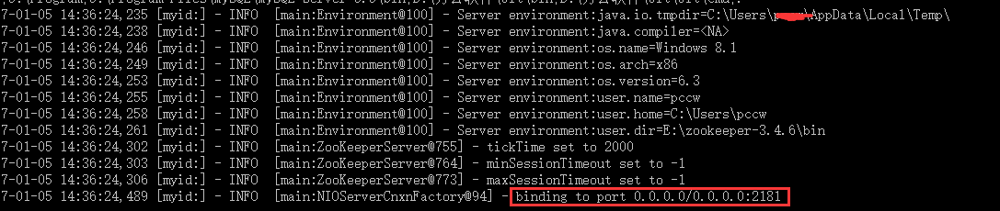 7-01-05 14:36:24,235 [myid:] - INFO  [main:Environment@100] - Server environment:java.io.tmpdir=C:\Users\AppData\Local\Temp\
7-01-05 14:36:24,238 [myid:] - INFO  [main:Environment@100] - Server environment:java.compiler=<NA>
7-01-05 14:36:24,246 [myid:] - INFO  [main:Environment@100] - Server environment:os.name=Windows 8.1
7-01-05 14:36:24,249 [myid:] - INFO  [main:Environment@100] - Server environment:os.arch=x86
7-01-05 14:36:24,253 [myid:] - INFO  [main:Environment@100] - Server environment:os.version=6.3
7-01-05 14:36:24,255 [myid:] - INFO  [main:Environment@100] - Server environment:user.name=pccw
7-01-05 14:36:24,258 [myid:] - INFO  [main:Environment@100] - Server environment:user.home=C:\Users\pccw
7-01-05 14:36:24,261 [myid:] - INFO  [main:Environment@100] - Server environment:user.dir=E:\zookeeper-3.4.6\bin
7-01-05 14:36:24,302 [myid:] - INFO  [main:ZooKeeperServer@755] - tickTime set to 2000
7-01-05 14:36:24,303 [myid:] - INFO  [main:ZooKeeperServer@764] - minSessionTimeout set to -1
7-01-05 14:36:24,306 [myid:] - INFO  [main:ZooKeeperServer@773] - maxSessionTimeout set to -1
7-01-05 14:36:24,489 [myid:] - INFO  [main:NIOServerCnxnFactory@94] - binding to port 0.0.0.0/0.0.0.0:2181